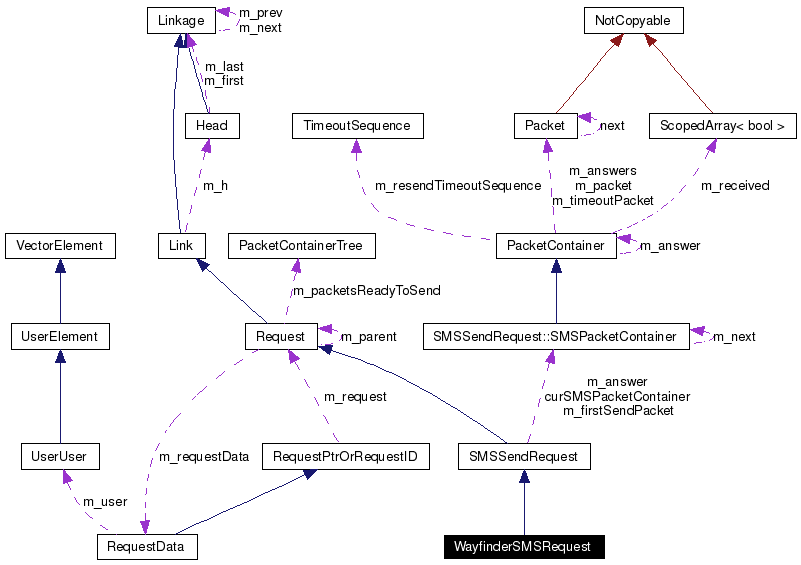 Linkage
m_prev
m_next
NotCopyable
m_last
m_first
Head
TimeoutSequence
Packet
next
ScopedArray< bool >
m_h
m_resendTimeoutSequence
m_answers
m_packet
m_timeoutPacket
m_received
VectorElement
Link
PacketContainerTree
PacketContainer
m_answer
m_packetsReadyToSend
UserElement
Request
m_parent
SMSSendRequest::SMSPacketContainer
m_next
m_request
m_answer
curSMSPacketContainer
m_firstSendPacket
UserUser
m_requestData
RequestPtrOrRequestID
SMSSendRequest
m_user
RequestData
WayfinderSMSRequest